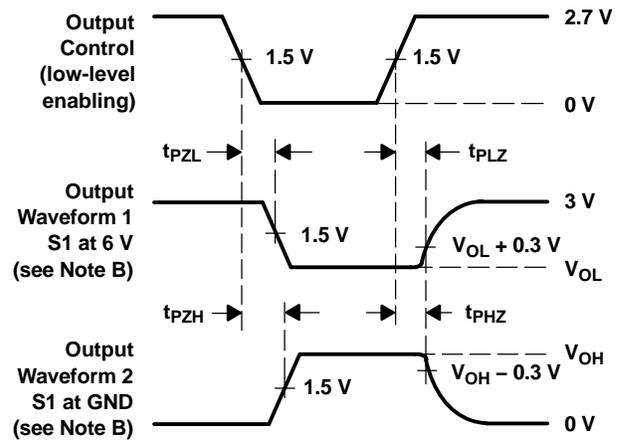 Output
Control
(low-level
enabling)
2.7 V
1.5 V
1.5 V
0 V
tPZL
tPLZ
Output
Waveform 1
S1 at 6 V
(see Note B)
3 V
1.5 V
VOL + 0.3 V
VOL
tPZH
tPHZ
Output
Waveform 2
S1 at GND
(see Note B)
VOH
1.5 V
VOH − 0.3 V
0 V